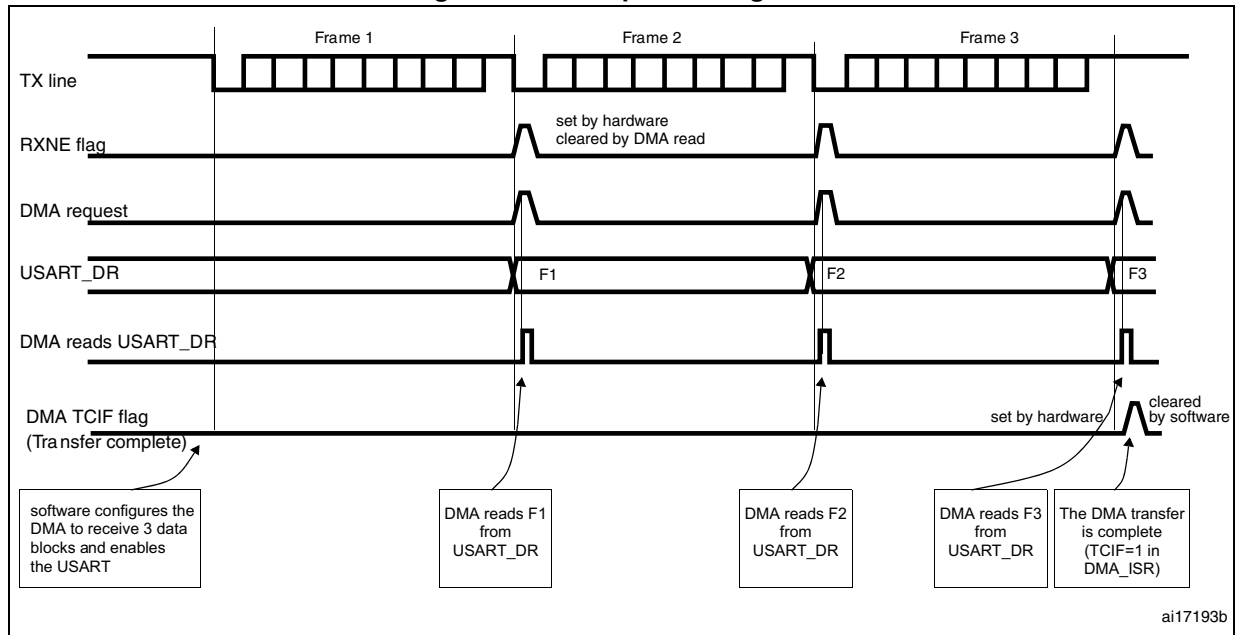 Frame 1
Frame 2
Frame 3
TX line
set by hardware
cleared by DMA read
RXNE flag
DMA request
USART_DR
F1
F2
F3
DMA reads USART_DR
DMA TCIF flag
(Transfer complete)
set by hardware
cleared
by software
software configures the
DMA to receive 3 data
blocks and enables
the USART
DMA reads F1
from
USART_DR
DMA reads F2
from
USART_DR
DMA reads F3
from
USART_DR
The DMA transfer
is complete
(TCIF=1 in
DMA_ISR)
ai17193b